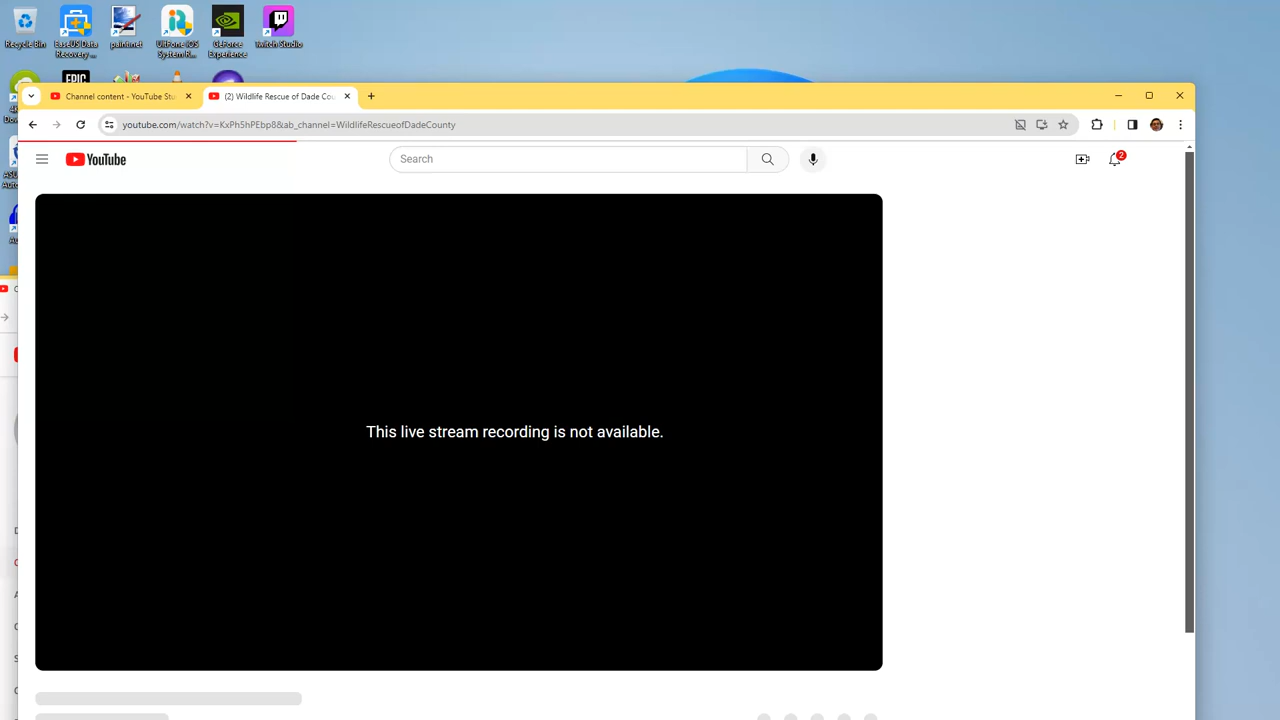 Recycle Bin
EaseUS Data Recovery ...
paint.net
UltFone iOS System R...
GeForce Experience
Twitch Studio
EPIC
Channel content - YouTube Stu
(2) Wildlife Rescue of Dade Cou
youtube.com/watch?v=KxPh5hPEbp8&ab_channel=WildlifeRescueofDadeCounty
YouTube
Search
2
This live stream recording is not available.